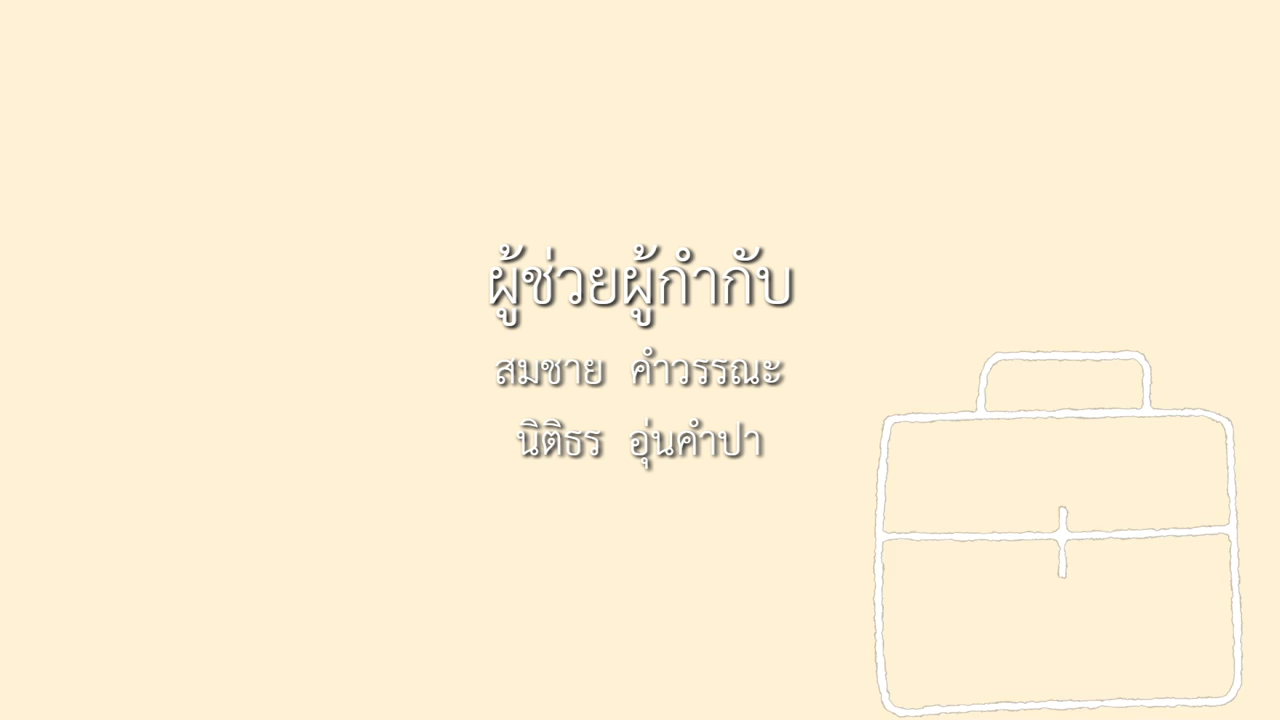 ผู้ช่วยผู้กำกับ
สมชาย คำวรรณะ
นิติธร อุ่นคำปา